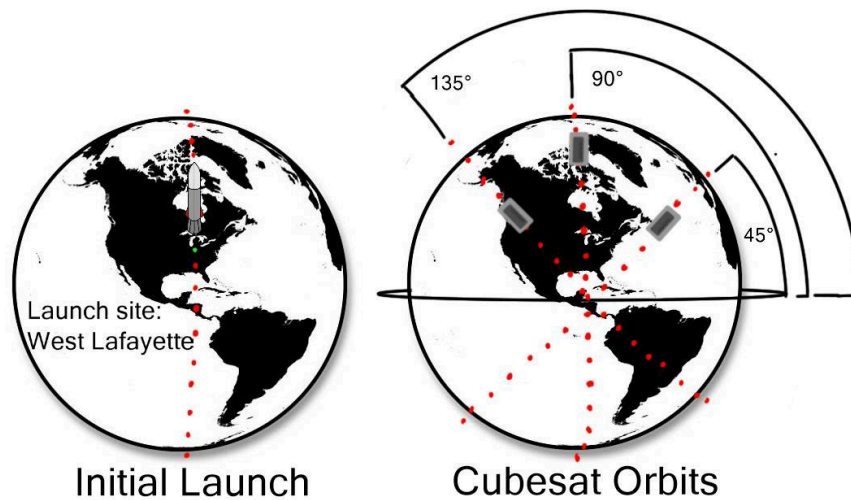 135°
90°
45°
Launch site:
West Lafayette
Initial Launch
Cubesat Orbits